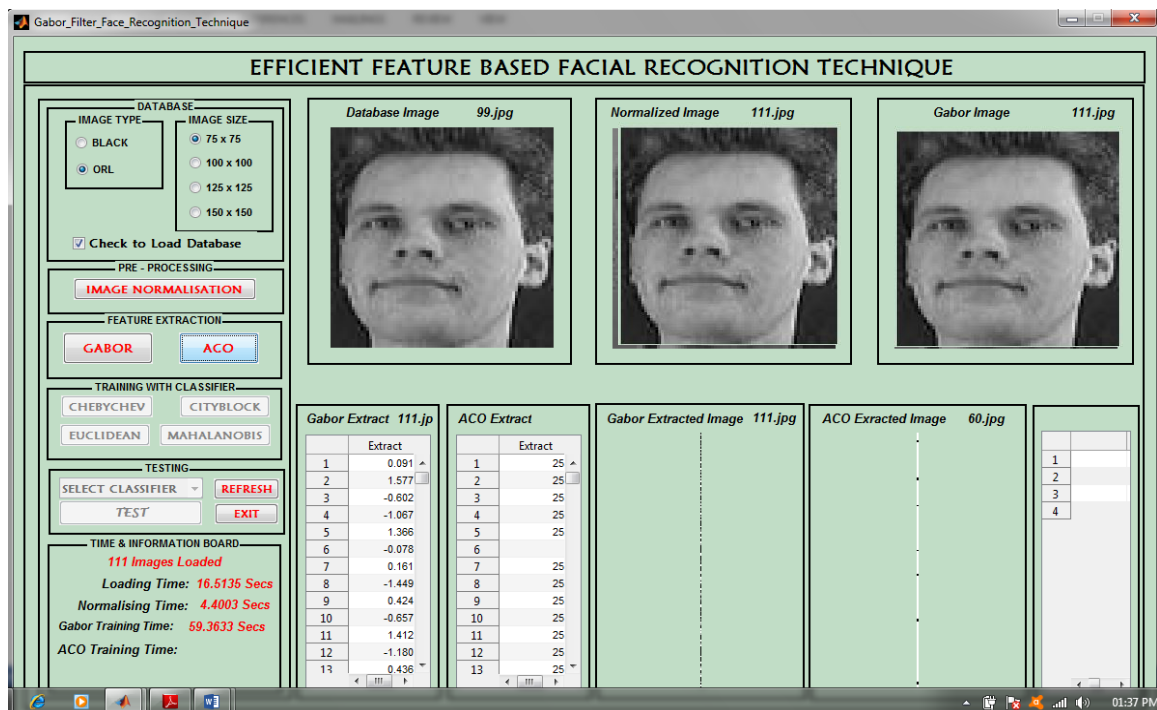 Gabor_Filter_Face_Recognition_Technique
EFFICIENT FEATURE BASED FACIAL RECOGNITION TECHNIQUE
DATABASE
IMAGE TYPE
BLACK
ORL
IMAGE SIZE
75 x 75
100 x 100
125 x 125
150 x 150
Check to Load Database
PRE - PROCESSING
IMAGE NORMALISATION
FEATURE EXTRACTION
GABOR
ACO
TRAINING WITH CLASSIFIER
CHEBYCHEV
CITYBLOCK
EUCLIDEAN
MAHALANOBIS
TESTING
SELECT CLASSIFIER
REFRESH
TEST
EXIT
TIME & INFORMATION BOARD
111 Images Loaded
Loading Time: 16.5135 Secs
Normalising Time: 4.4003 Secs
Gabor Training Time: 59.3633 Secs
ACO Training Time:
Database Image 99.jpg
Normalized Image 111.jpg
Gabor Image 111.jpg
Gabor Extract 111.jp
Extract
1 0.091
2 1.577
3 -0.602
4 -1.067
5 1.366
6 -0.078
7 0.161
8 -1.449
9 0.424
10 -0.657
11 1.412
12 -1.180
13 0.436
ACO Extract
Extract
1 25
2 25
3 25
4 25
5 25
6
7 25
8 25
9 25
10 25
11 25
12 25
13 25
Gabor Extracted Image 111.jpg
ACO Exracted Image 60.jpg
1
2
3
4
01:37 PM